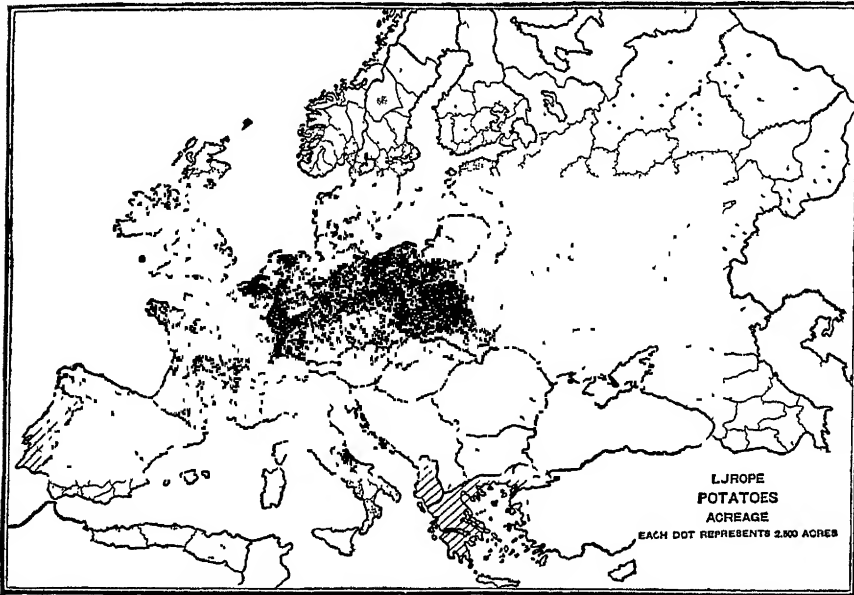 LJROPE
POTATOES
ACREAGE
EACH DOT REPRESENTS 2.500 ACRES